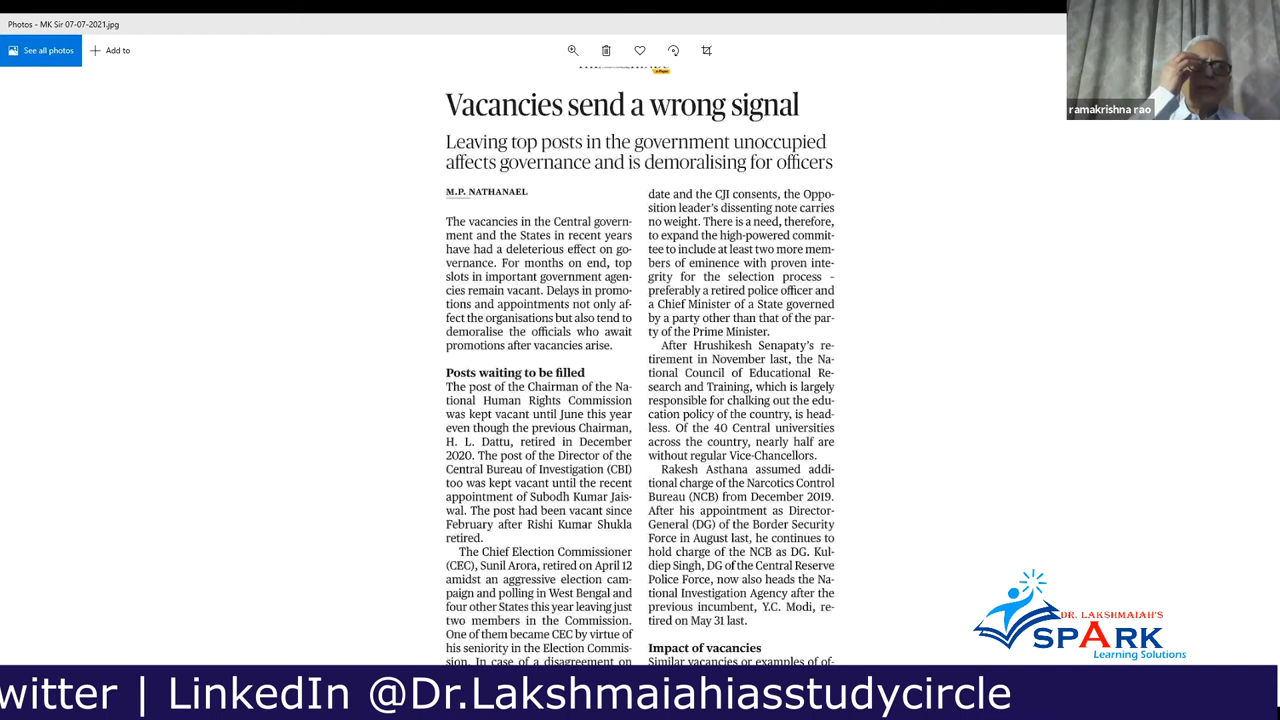 Photos - MK Sir 07-07-2021.jpg
See all photos
Add to
ramakrishna rao
Vacancies send a wrong signal
Leaving top posts in the government unoccupied
affects governance and is demoralising for officers
M.P. NATHANAEL
The vacancies in the Central govern-
ment and the States in recent years
have had a deleterious effect on go-
vernance. For months on end, top
slots in important government agen-
cies remain vacant. Delays in promo-
tions and appointments not only af-
fect the organisations but also tend to
demoralise the officials who await
promotions after vacancies arise.
Posts waiting to be filled
The post of the Chairman of the Na-
tional Human Rights Commission
was kept vacant until June this year
even though the previous Chairman,
H. L. Dattu, retired in December
2020. The post of the Director of the
Central Bureau of Investigation (CBI)
too was kept vacant until the recent
appointment of Subodh Kumar Jais-
wal. The post had been vacant since
February after Rishi Kumar Shukla
retired.
The Chief Election Commissioner
(CEC), Sunil Arora, retired on April 12
amidst an aggressive election cam-
paign and polling in West Bengal and
four other States this year leaving just
two members in the Commission.
One of them became CEC by virtue of
his seniority in the Election Commis-
sion. In case of a disagreement on
date and the CJI consents, the Oppo-
sition leader's dissenting note carries
no weight. There is a need, therefore,
to expand the high-powered commit-
tee to include at least two more mem-
bers of eminence with proven inte-
grity for the selection process –
preferably a retired police officer and
a Chief Minister of a State governed
by a party other than that of the par-
ty of the Prime Minister.
After Hrushikesh Senapaty's re-
tirement in November last, the Na-
tional Council of Educational Re-
search and Training, which is largely
responsible for chalking out the edu-
cation policy of the country, is head-
less. Of the 40 Central universities
across the country, nearly half are
without regular Vice-Chancellors.
Rakesh Asthana assumed addi-
tional charge of the Narcotics Control
Bureau (NCB) from December 2019.
After his appointment as Director-
General (DG) of the Border Security
Force in August last, he continues to
hold charge of the NCB as DG. Kul-
diep Singh, DG of the Central Reserve
Police Force, now also heads the Na-
tional Investigation Agency after the
previous incumbent, Y.C. Modi, re-
tired on May 31 last.
Impact of vacancies
Similar vacancies or examples of of-
DR. LAKSHMAIAH'S
SPARK
Learning Solutions
witter | LinkedIn @Dr.Lakshmaiahiasstudycircle